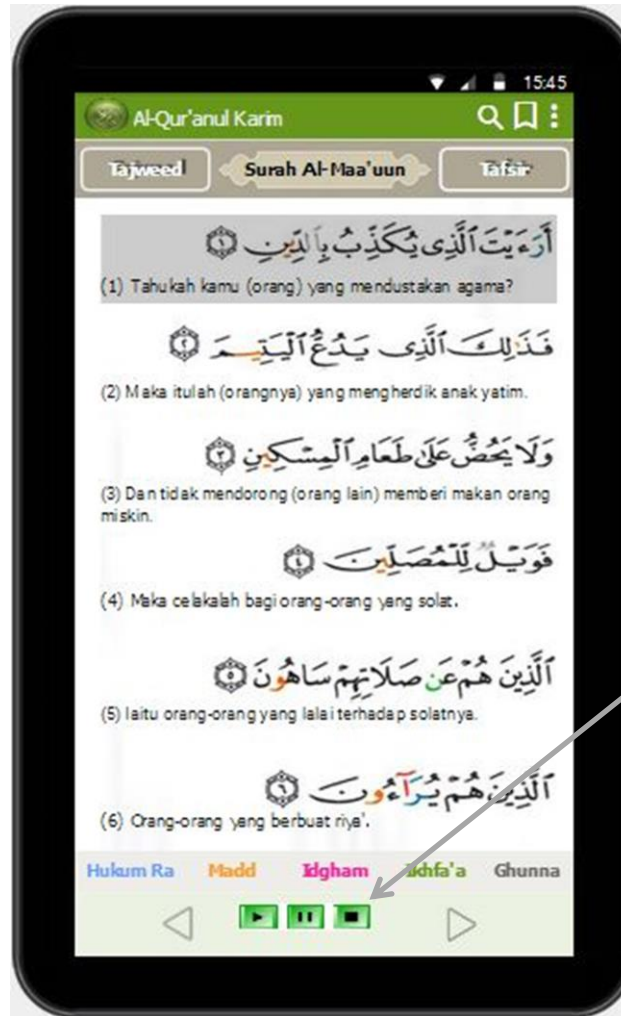 15:45
Al-Qur'anul Karim
Tajweed Surah Al-Maa'uun Tafsir
أَرَءَيْتَ ٱلَّذِى يُكَذِّبُ بِٱلدِّينِ ١
(1) Tahukah kamu (orang) yang mendustakan agama?
فَذَٰلِكَ ٱلَّذِى يَدُعُّ ٱلْيَتِيمَ ٢
(2) Maka itulah (orangnya) yang mengherdik anak yatim.
وَلَا يَحُضُّ عَلَىٰ طَعَامِ ٱلْمِسْكِينِ ٣
(3) Dan tidak mendorong (orang lain) memberi makan orang
miskin.
فَوَيْلٌ لِّلْمُصَلِّينَ ٤
(4) Maka celakalah bagi orang-orang yang solat.
ٱلَّذِينَ هُمْ عَن صَلَاتِهِمْ سَاهُونَ ٥
(5) Iaitu orang-orang yang lalai terhadap solatnya.
ٱلَّذِينَ هُمْ يُرَآءُونَ ٦
(6) Orang-orang yang berbuat riya'.
Hukum Ra Madd Idgham Ikhfa'a Ghunna